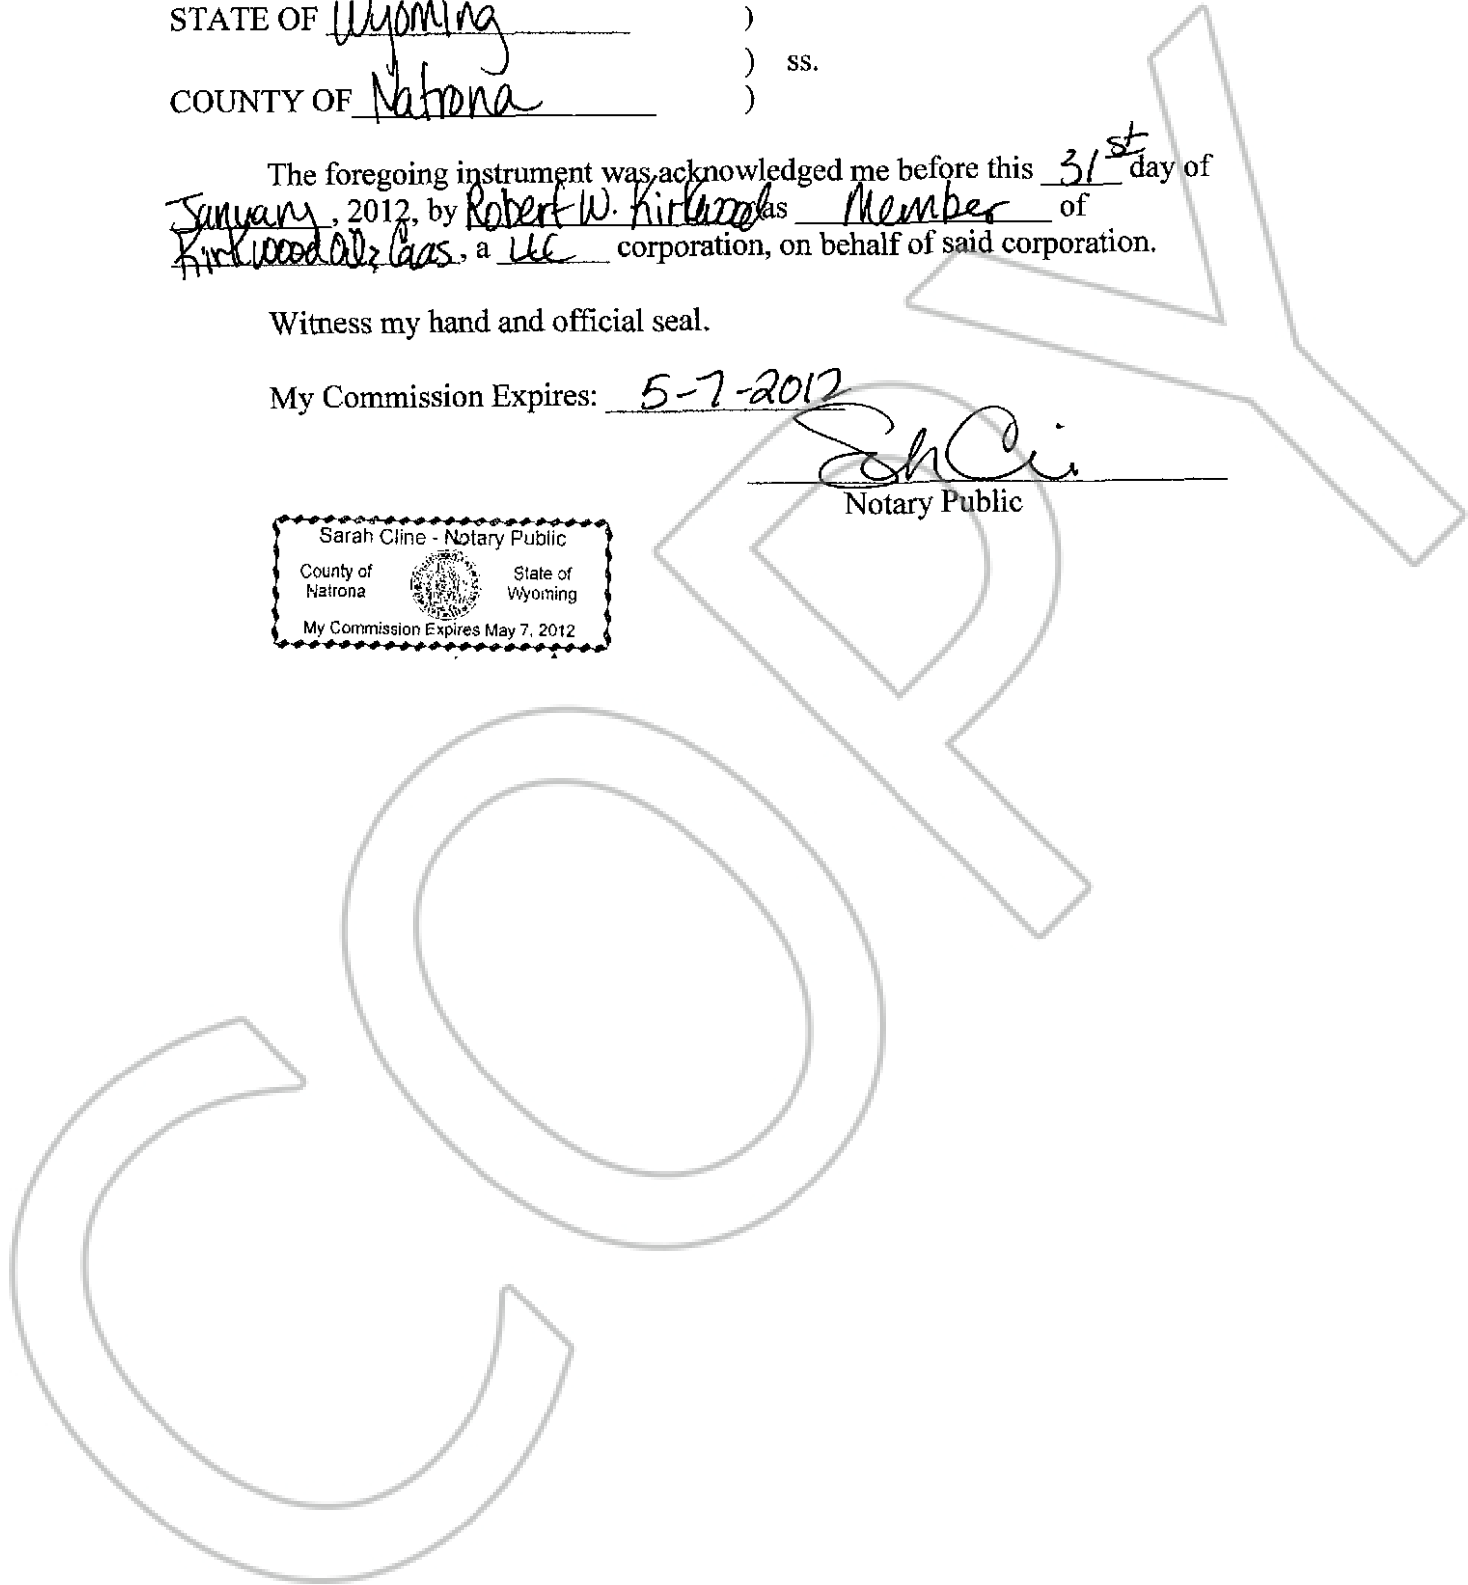 STATE OF Wyoming )
) ss.
COUNTY OF Natrona )
The foregoing instrument was acknowledged me before this 31st day of
January, 2012, by Robert W. Kirkwood as Member of
Kirkwood Oil & Gas, a LLC corporation, on behalf of said corporation.
Witness my hand and official seal.
My Commission Expires: 5-7-2012
Notary Public
Sarah Cline - Notary Public
County of Natrona
State of Wyoming
My Commission Expires May 7, 2012
COPY